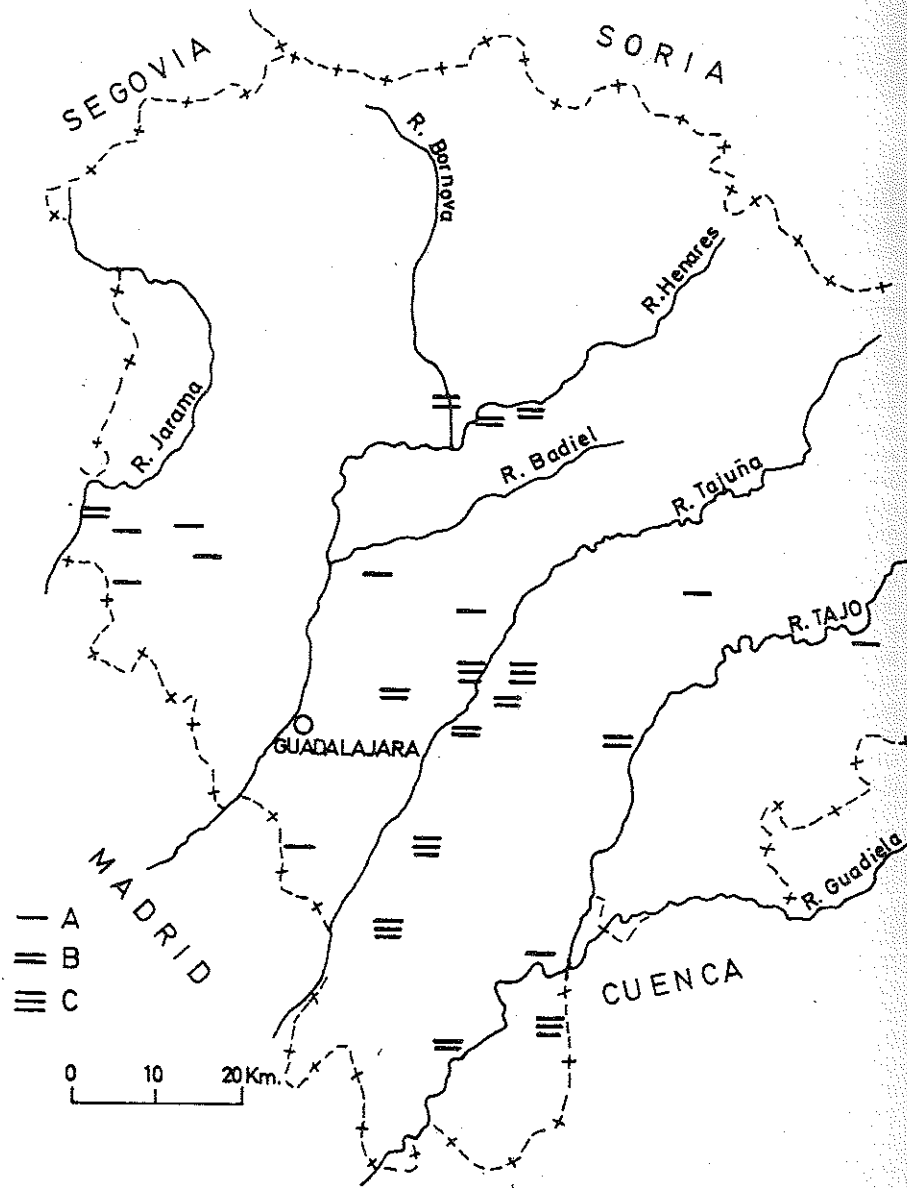 SEGOVIA
SORIA
R. Bornova
R. Henares
R. Jarama
R. Badiel
R. Tajuña
R. TAJO
GUADALAJARA
MADRID
R. Guadiela
CUENCA
A
B
C
0 10 20 Km.